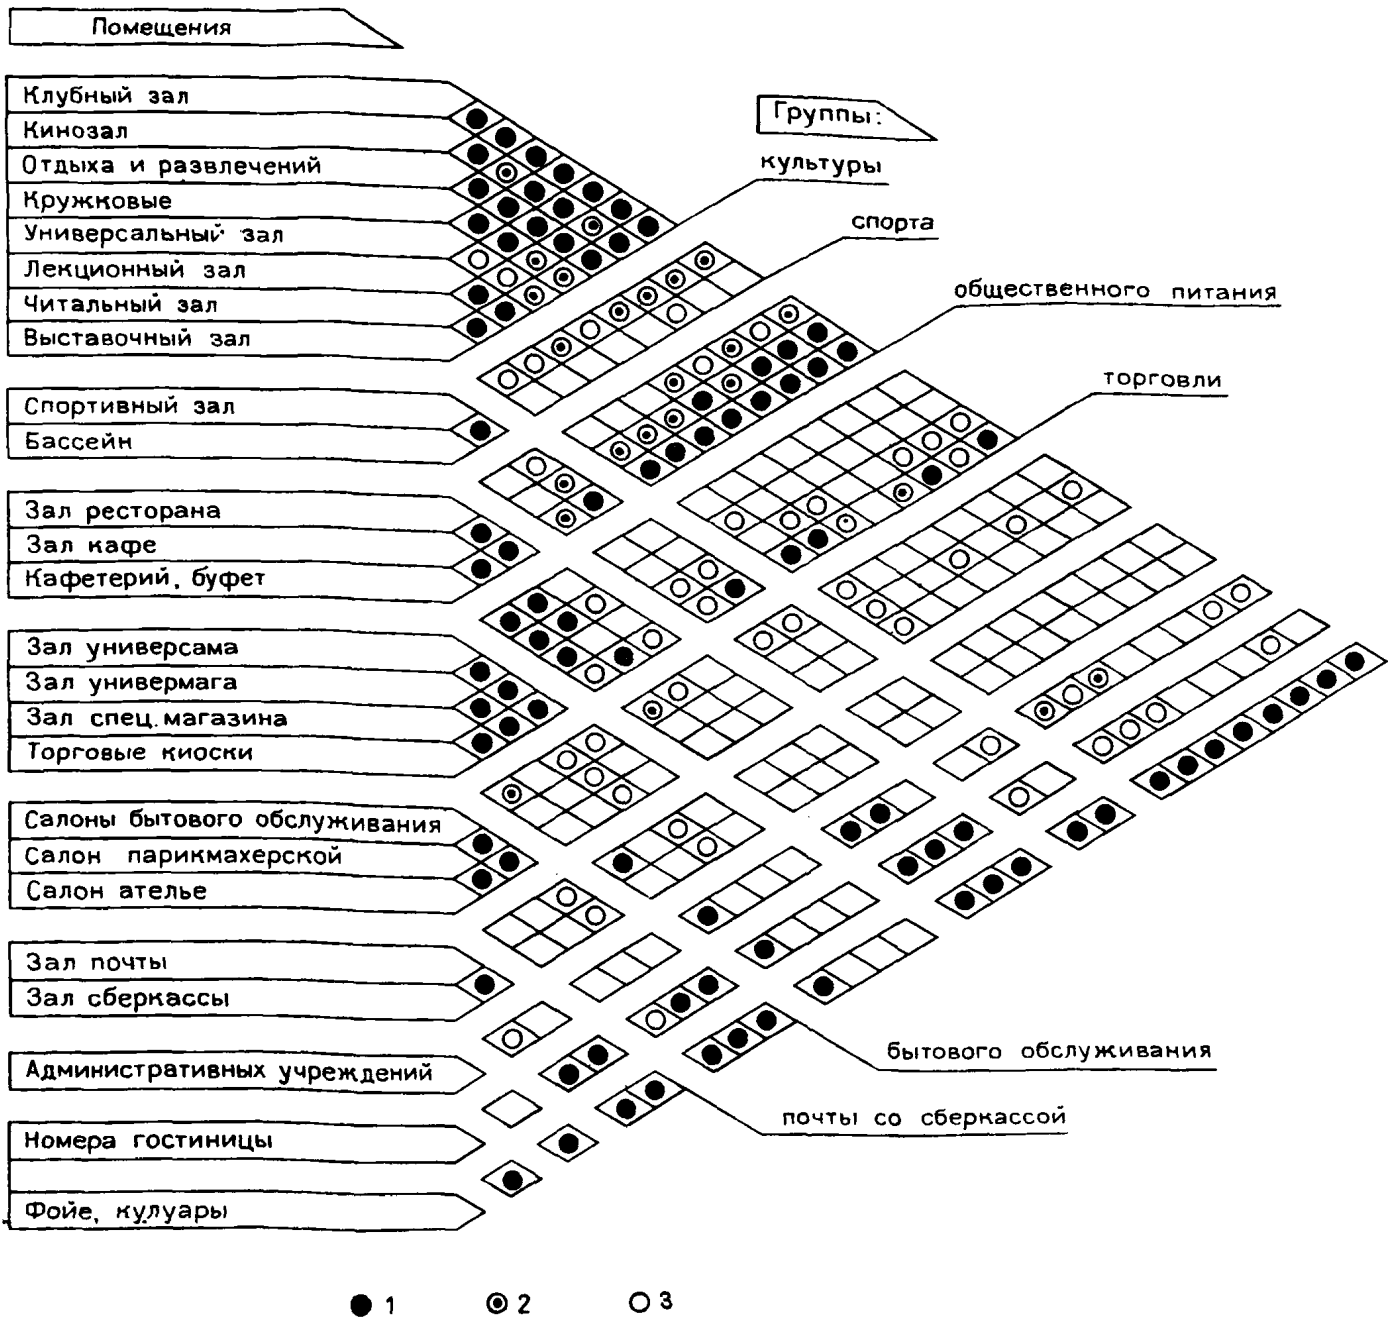 Помещения
Клубный зал
Кинозал
Отдыха и развлечений
Кружковые
Универсальный зал
Лекционный зал
Читальный зал
Выставочный зал
Спортивный зал
Бассейн
Зал ресторана
Зал кафе
Кафетерий, буфет
Зал универсама
Зал универмага
Зал спец. магазина
Торговые киоски
Салоны бытового обслуживания
Салон парикмахерской
Салон ателье
Зал почты
Зал сберкассы
Административных учреждений
Номера гостиницы
Фойе, кулуары
Группы:
культуры
спорта
общественного питания
торговли
бытового обслуживания
почты со сберкассой
1 2 3